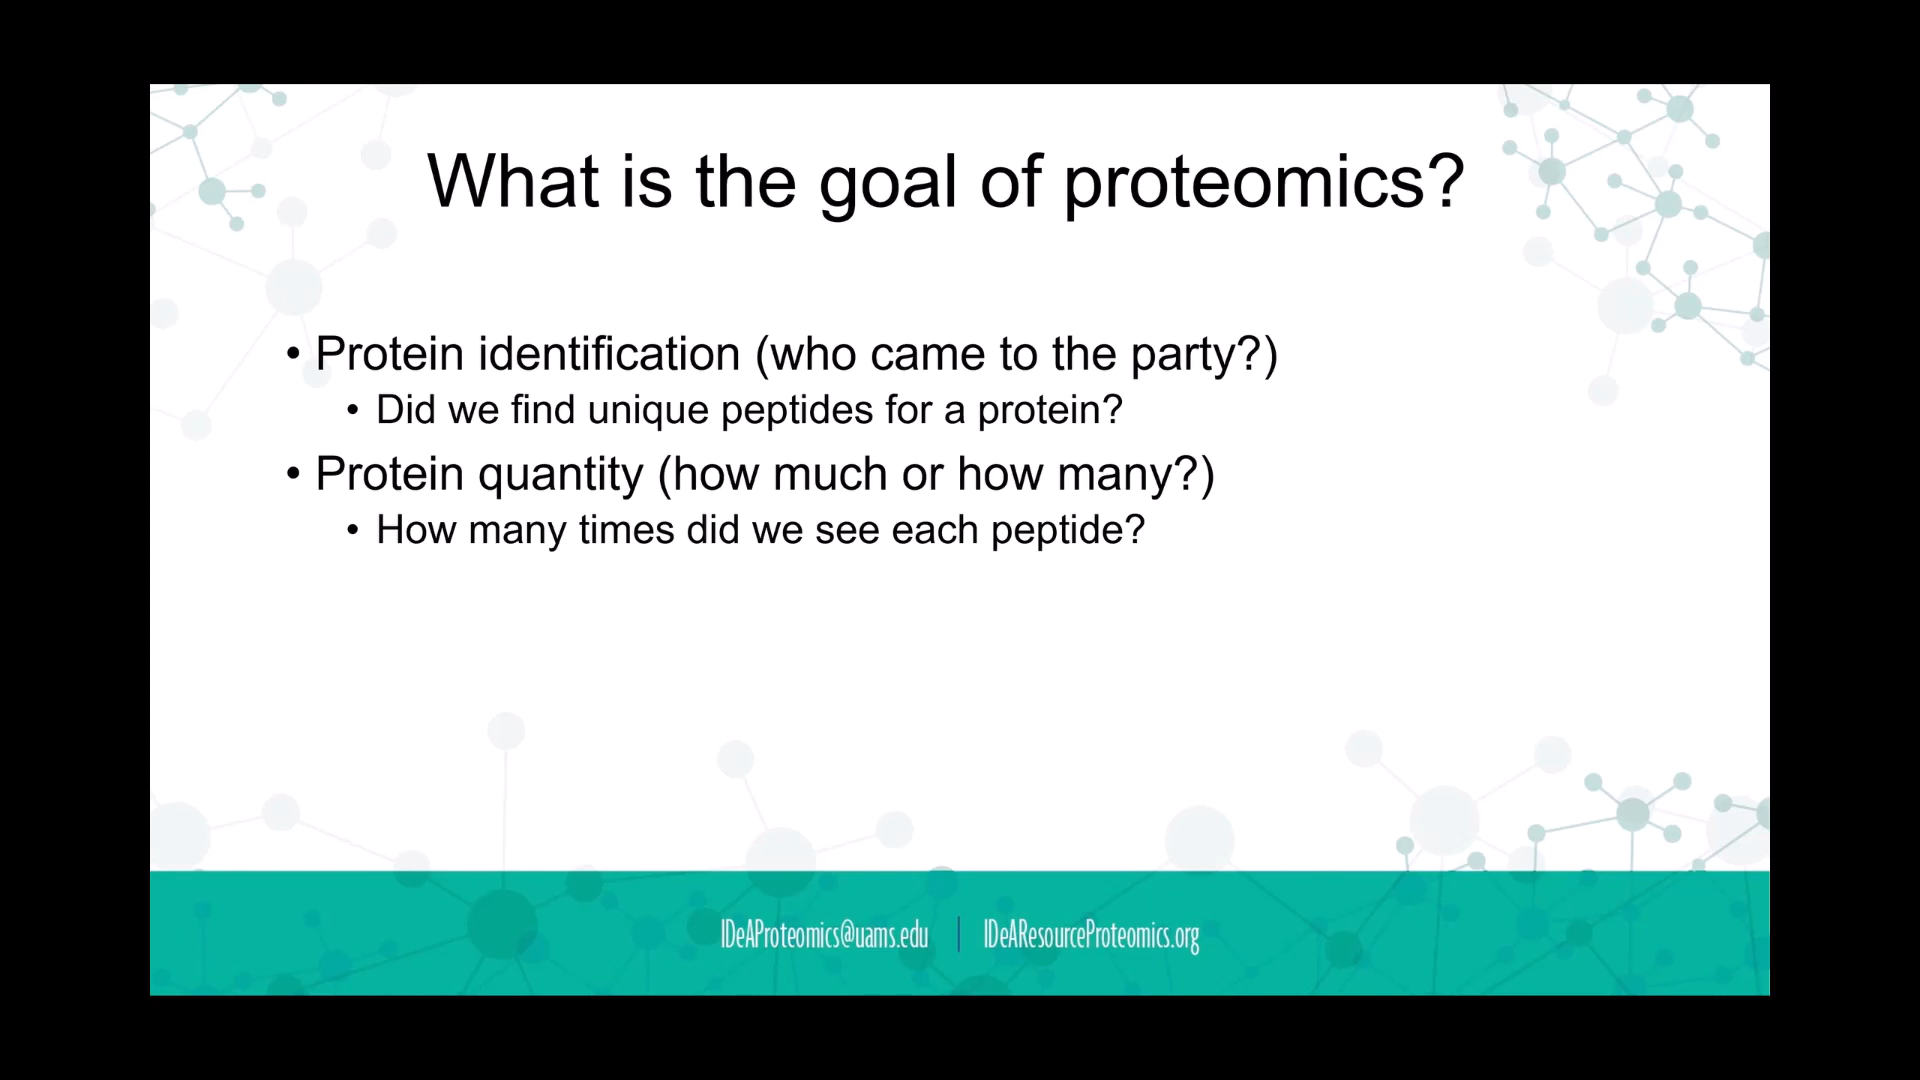 What is the goal of proteomics?
• Protein identification (who came to the party?)
• Did we find unique peptides for a protein?
• Protein quantity (how much or how many?)
• How many times did we see each peptide?
IDeAProteomics@uams.edu | IDeAResourceProteomics.org